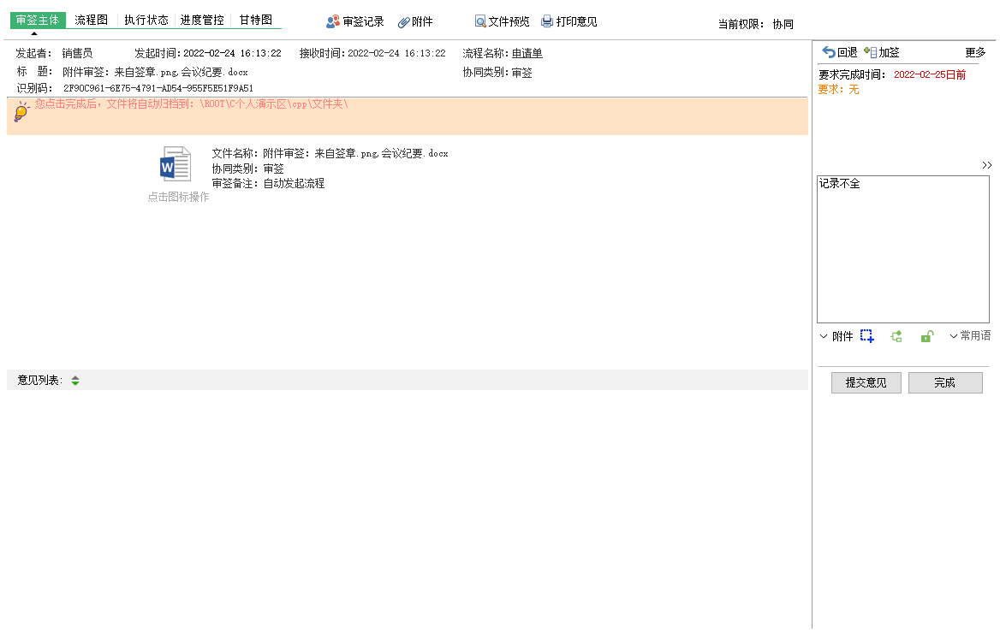 审签主体 流程图 执行状态 进度管控 甘特图 审签记录 附件 文件预览 打印意见 当前权限: 协同
发起者: 销售员 发起时间:2022-02-24 16:13:22 接收时间:2022-02-24 16:13:22 流程名称:申请单
标 题: 附件审签: 来自签章.png,会议纪要.docx 协同类别:审签
识别码: 2F90C961-6E75-4791-AD54-955F5E51F9A51
您点击完成后，文件将自动归档到: \ROOT\C个人演示区\cpp\文件夹\
文件名称: 附件审签: 来自签章.png,会议纪要.docx
协同类别: 审签
审签备注: 自动发起流程
点击图标操作
意见列表:
回退 加签 更多
要求完成时间: 2022-02-25日前
要求: 无
记录不全
附件 常用语
提交意见 完成